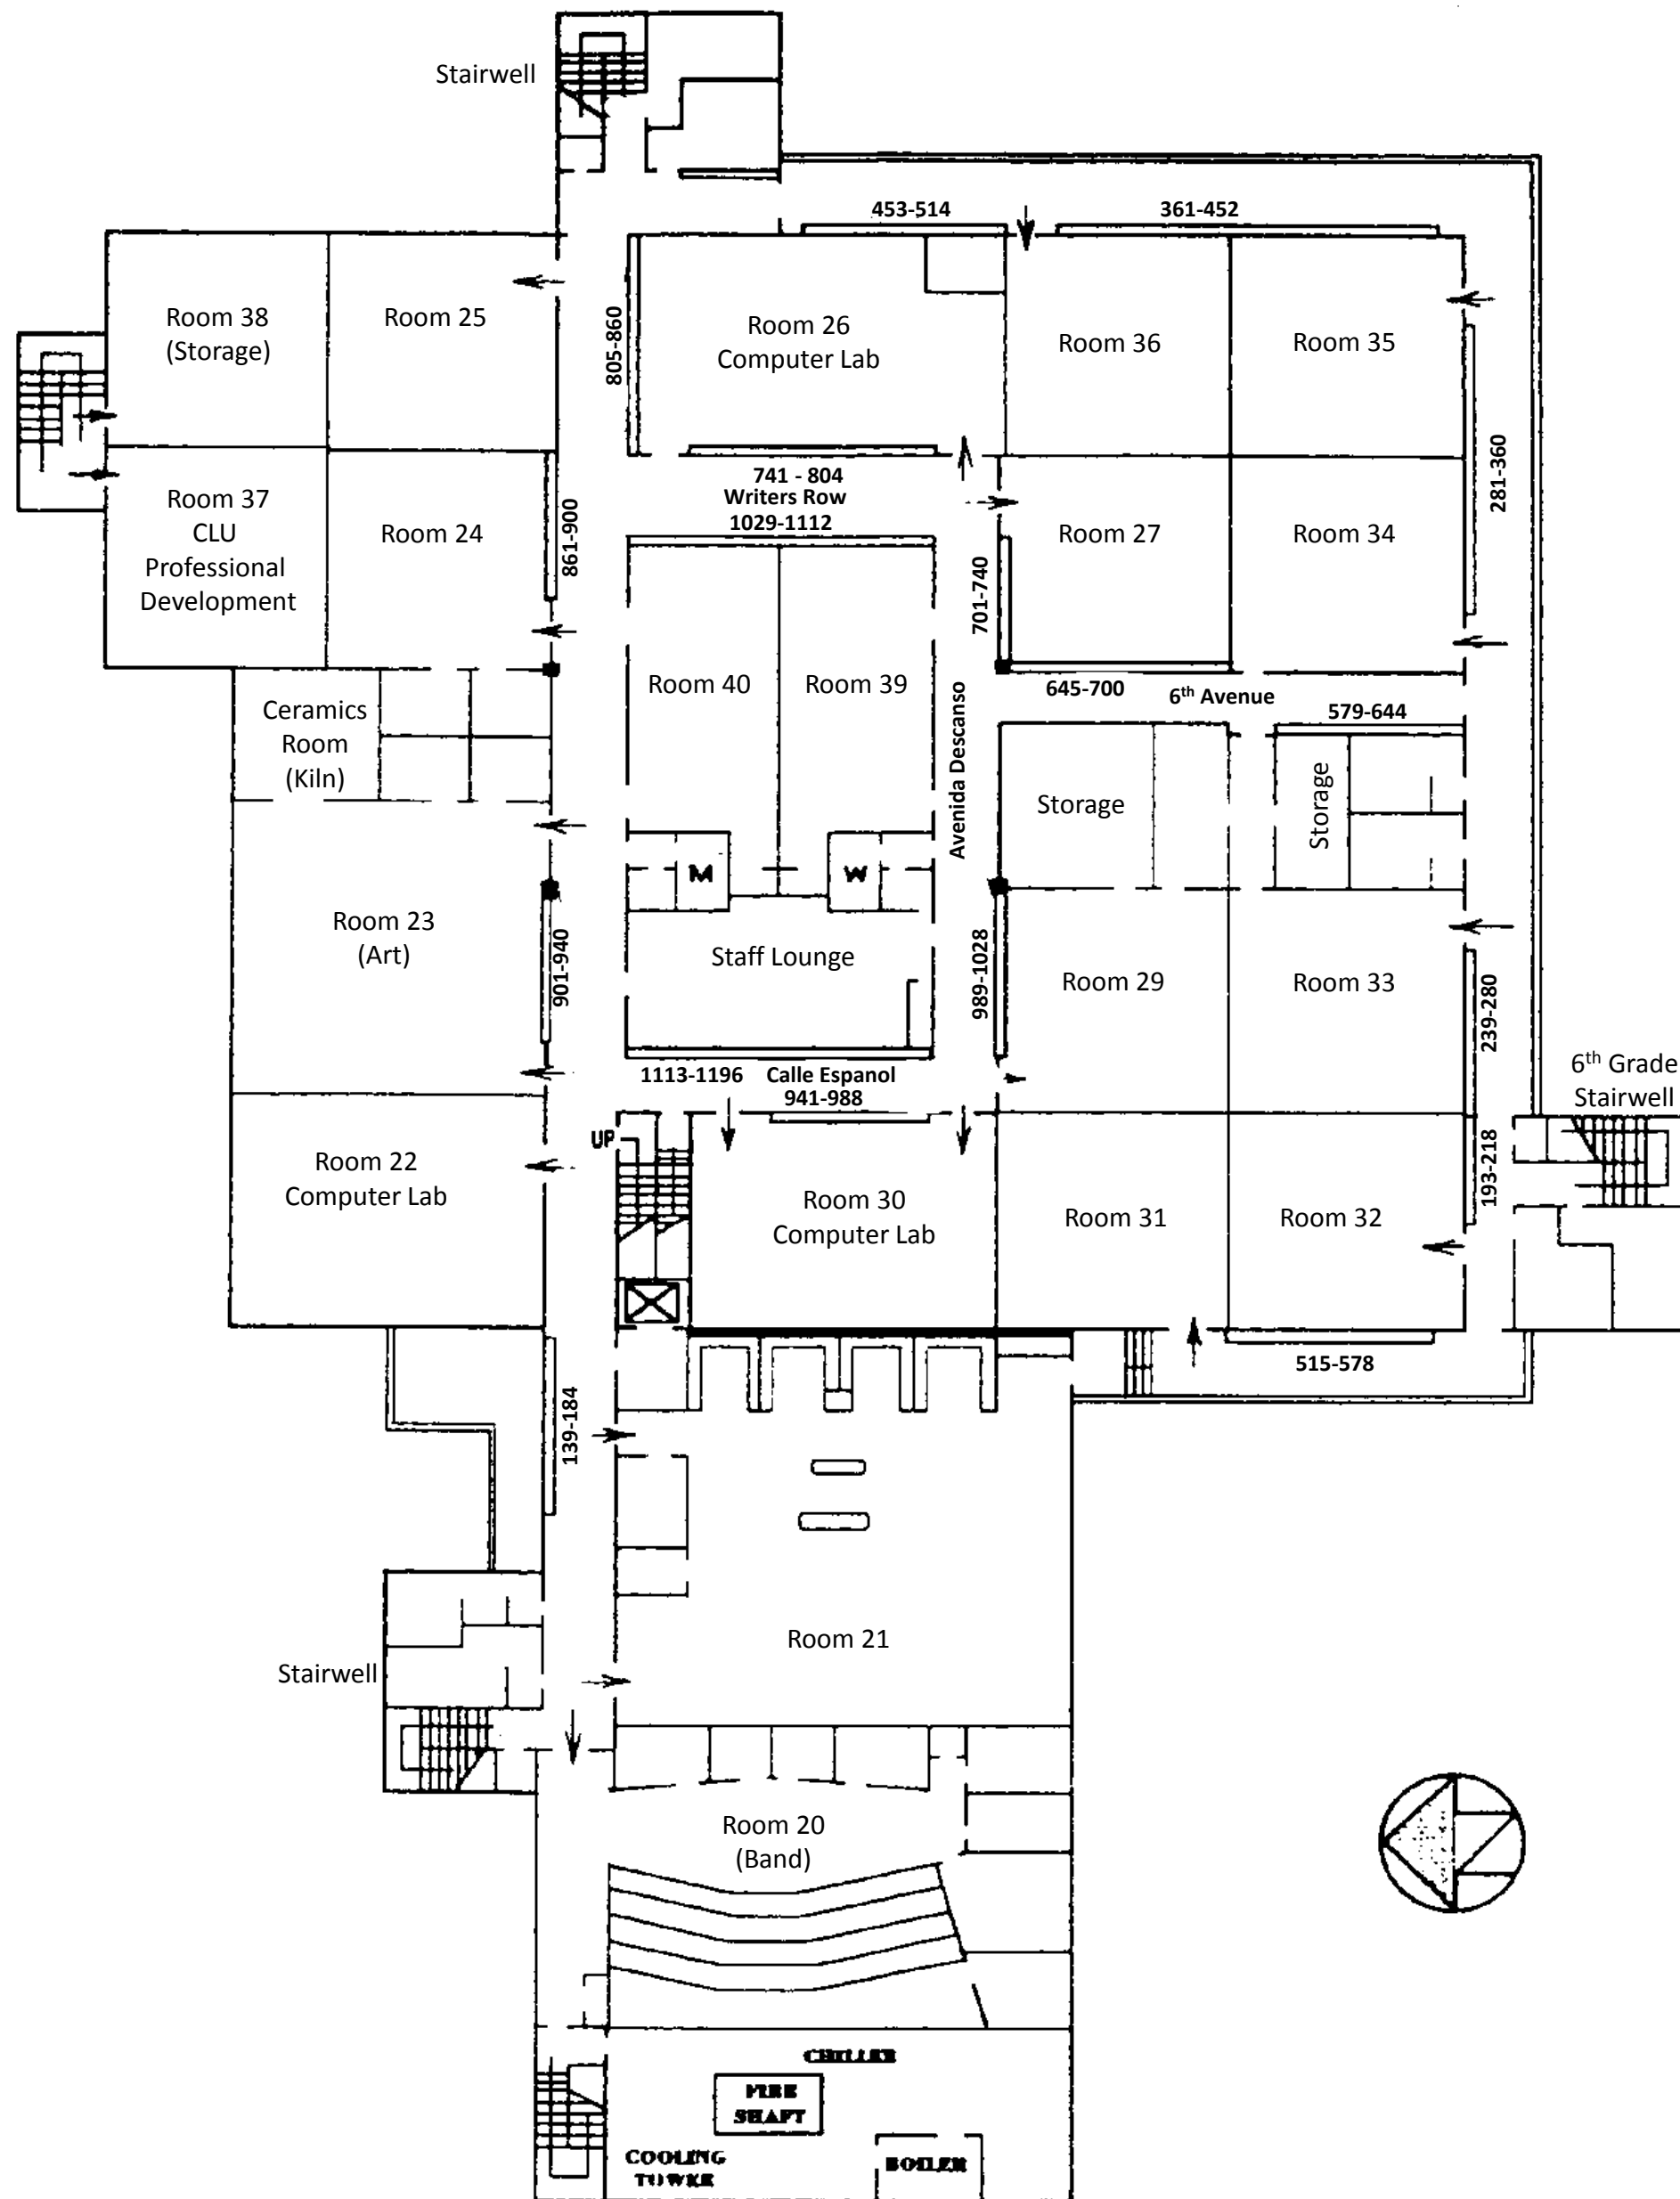 Stairwell
453-514
361-452
Room 38
(Storage)
Room 25
805-860
Room 26
Computer Lab
Room 36
Room 35
281-360
741 - 804
Writers Row
1029-1112
Room 37
CLU
Professional
Development
Room 24
861-900
Room 27
Room 34
701-740
Room 40
Room 39
645-700
6th Avenue
579-644
Ceramics
Room
(Kiln)
Avenida Descanso
Storage
Storage
M
W
Room 23
(Art)
901-940
Staff Lounge
989-1028
Room 29
Room 33
239-280
1113-1196 Calle Espanol
941-988
6th Grade
Stairwell
UP
Room 22
Computer Lab
Room 30
Computer Lab
Room 31
Room 32
193-218
515-578
139-184
Room 21
Stairwell
Room 20
(Band)
CHILLER
FIRE
SHAFT
COOLING
TOWER
BOILER